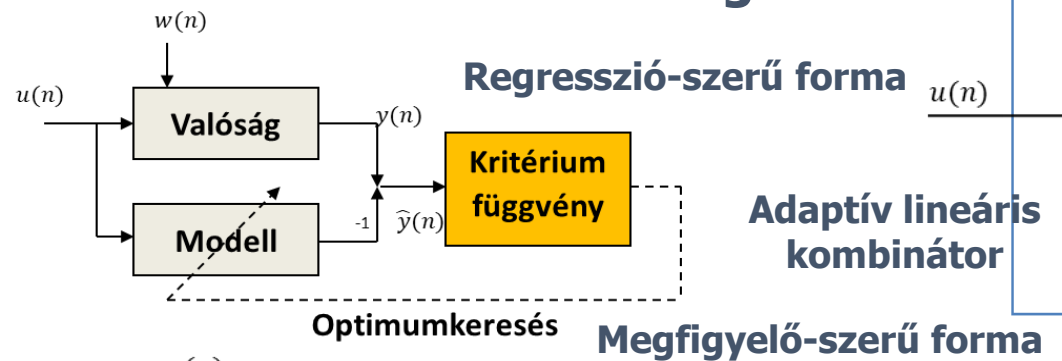 w(n)
Regresszió-szerű forma
u(n)
u(n)
Valóság
y(n)
Kritérium
függvény
Adaptív lineáris
kombinátor
-1
ŷ(n)
Modell
Optimumkeresés
Megfigyelő-szerű forma